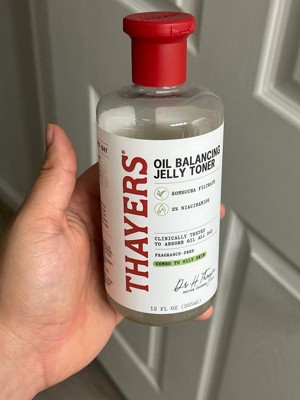 THAYERS®
OIL BALANCING
JELLY TONER
KOMBUCHA FILTRATE
2% NIACINAMIDE
CLINICALLY TESTED
TO ABSORB OIL ALL DAY
FRAGRANCE-FREE
COMBO TO OILY SKIN
12 FL OZ (355mL)